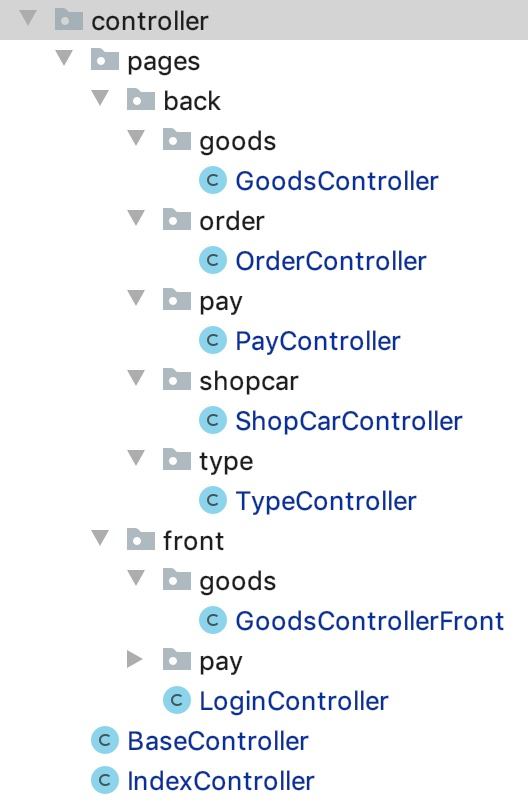 controller
pages
back
goods
C GoodsController
order
C OrderController
pay
C PayController
shopcar
C ShopCarController
type
C TypeController
front
goods
C GoodsControllerFront
pay
C LoginController
C BaseController
C IndexController